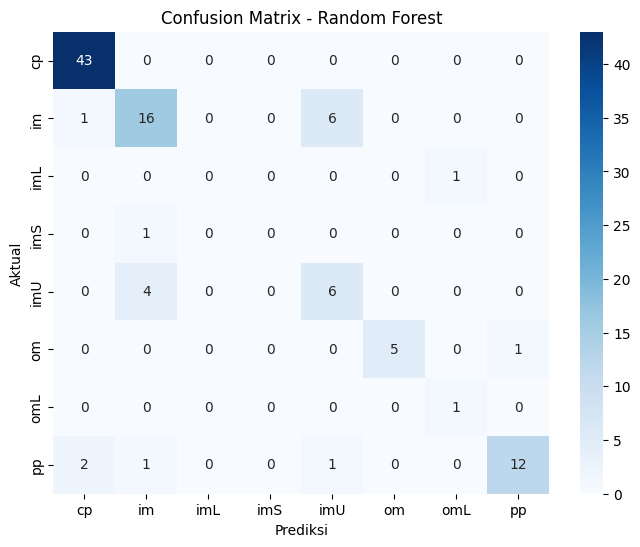 Confusion Matrix - Random Forest
cp 43 0 0 0 0 0 0 0
im 1 16 0 0 6 0 0 0
imL 0 0 0 0 0 0 1 0
imS 0 1 0 0 0 0 0 0
imU 0 4 0 0 6 0 0 0
om 0 0 0 0 0 5 0 1
omL 0 0 0 0 0 0 1 0
pp 2 1 0 0 1 0 0 12
cp im imL imS imU om omL pp
Prediksi
Aktual
40
35
30
25
20
15
10
5
0